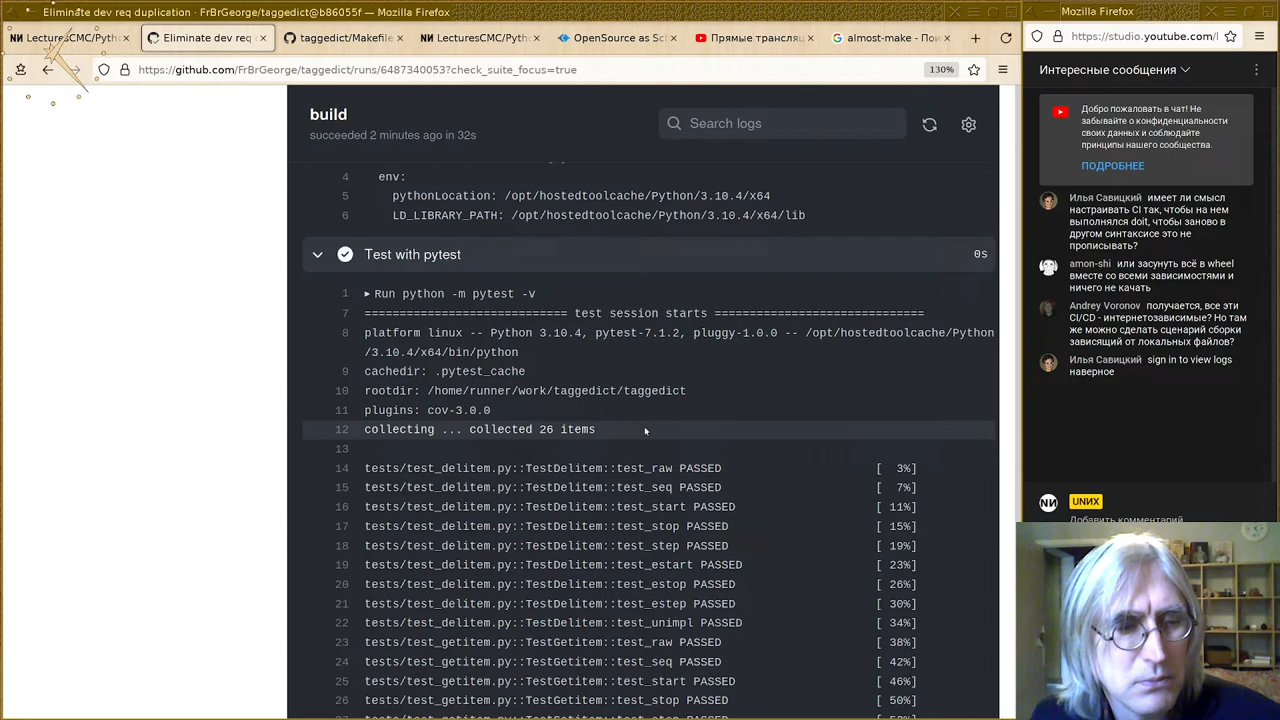 Eliminate dev req duplication · FrBrGeorge/taggedict@b86055f — Mozilla Firefox
Mozilla Firefox
LecturesCMC/Pytho
Eliminate dev req
taggedict/Makefile
LecturesCMC/Pytho
OpenSource as Sci
Прямые трансляц
almost-make - Пои
https://studio.youtube.com/l
https://github.com/FrBrGeorge/taggedict/runs/6487340053?check_suite_focus=true
130%
build
succeeded 2 minutes ago in 32s
Search logs
4 env:
5 pythonLocation: /opt/hostedtoolcache/Python/3.10.4/x64
6 LD_LIBRARY_PATH: /opt/hostedtoolcache/Python/3.10.4/x64/lib
Test with pytest
0s
1 Run python -m pytest -v
7 ============================= test session starts ==============================
8 platform linux -- Python 3.10.4, pytest-7.1.2, pluggy-1.0.0 -- /opt/hostedtoolcache/Python
/3.10.4/x64/bin/python
9 cachedir: .pytest_cache
10 rootdir: /home/runner/work/taggedict/taggedict
11 plugins: cov-3.0.0
12 collecting ... collected 26 items
13
14 tests/test_delitem.py::TestDelitem::test_raw PASSED [ 3%]
15 tests/test_delitem.py::TestDelitem::test_seq PASSED [ 7%]
16 tests/test_delitem.py::TestDelitem::test_start PASSED [ 11%]
17 tests/test_delitem.py::TestDelitem::test_stop PASSED [ 15%]
18 tests/test_delitem.py::TestDelitem::test_step PASSED [ 19%]
19 tests/test_delitem.py::TestDelitem::test_estart PASSED [ 23%]
20 tests/test_delitem.py::TestDelitem::test_estop PASSED [ 26%]
21 tests/test_delitem.py::TestDelitem::test_estep PASSED [ 30%]
22 tests/test_delitem.py::TestDelitem::test_unimpl PASSED [ 34%]
23 tests/test_getitem.py::TestGetitem::test_raw PASSED [ 38%]
24 tests/test_getitem.py::TestGetitem::test_seq PASSED [ 42%]
25 tests/test_getitem.py::TestGetitem::test_start PASSED [ 46%]
26 tests/test_getitem.py::TestGetitem::test_stop PASSED [ 50%]
Интересные сообщения
Добро пожаловать в чат! Не
забывайте о конфиденциальности
своих данных и соблюдайте
принципы нашего сообщества.
ПОДРОБНЕЕ
Илья Савицкий имеет ли смысл
настраивать CI так, чтобы на нем
выполнялся doit, чтобы заново в
другом синтаксисе это не
прописывать?
amon-shi или засунуть всё в wheel
вместе со всеми зависимостями и
ничего не качать
Andrey Voronov получается, все эти
CI/CD - интернетозависимые? Но там
же можно сделать сценарий сборки
зависящий от локальных файлов?
Илья Савицкий sign in to view logs
наверное
UNИX
Добавить комментарий